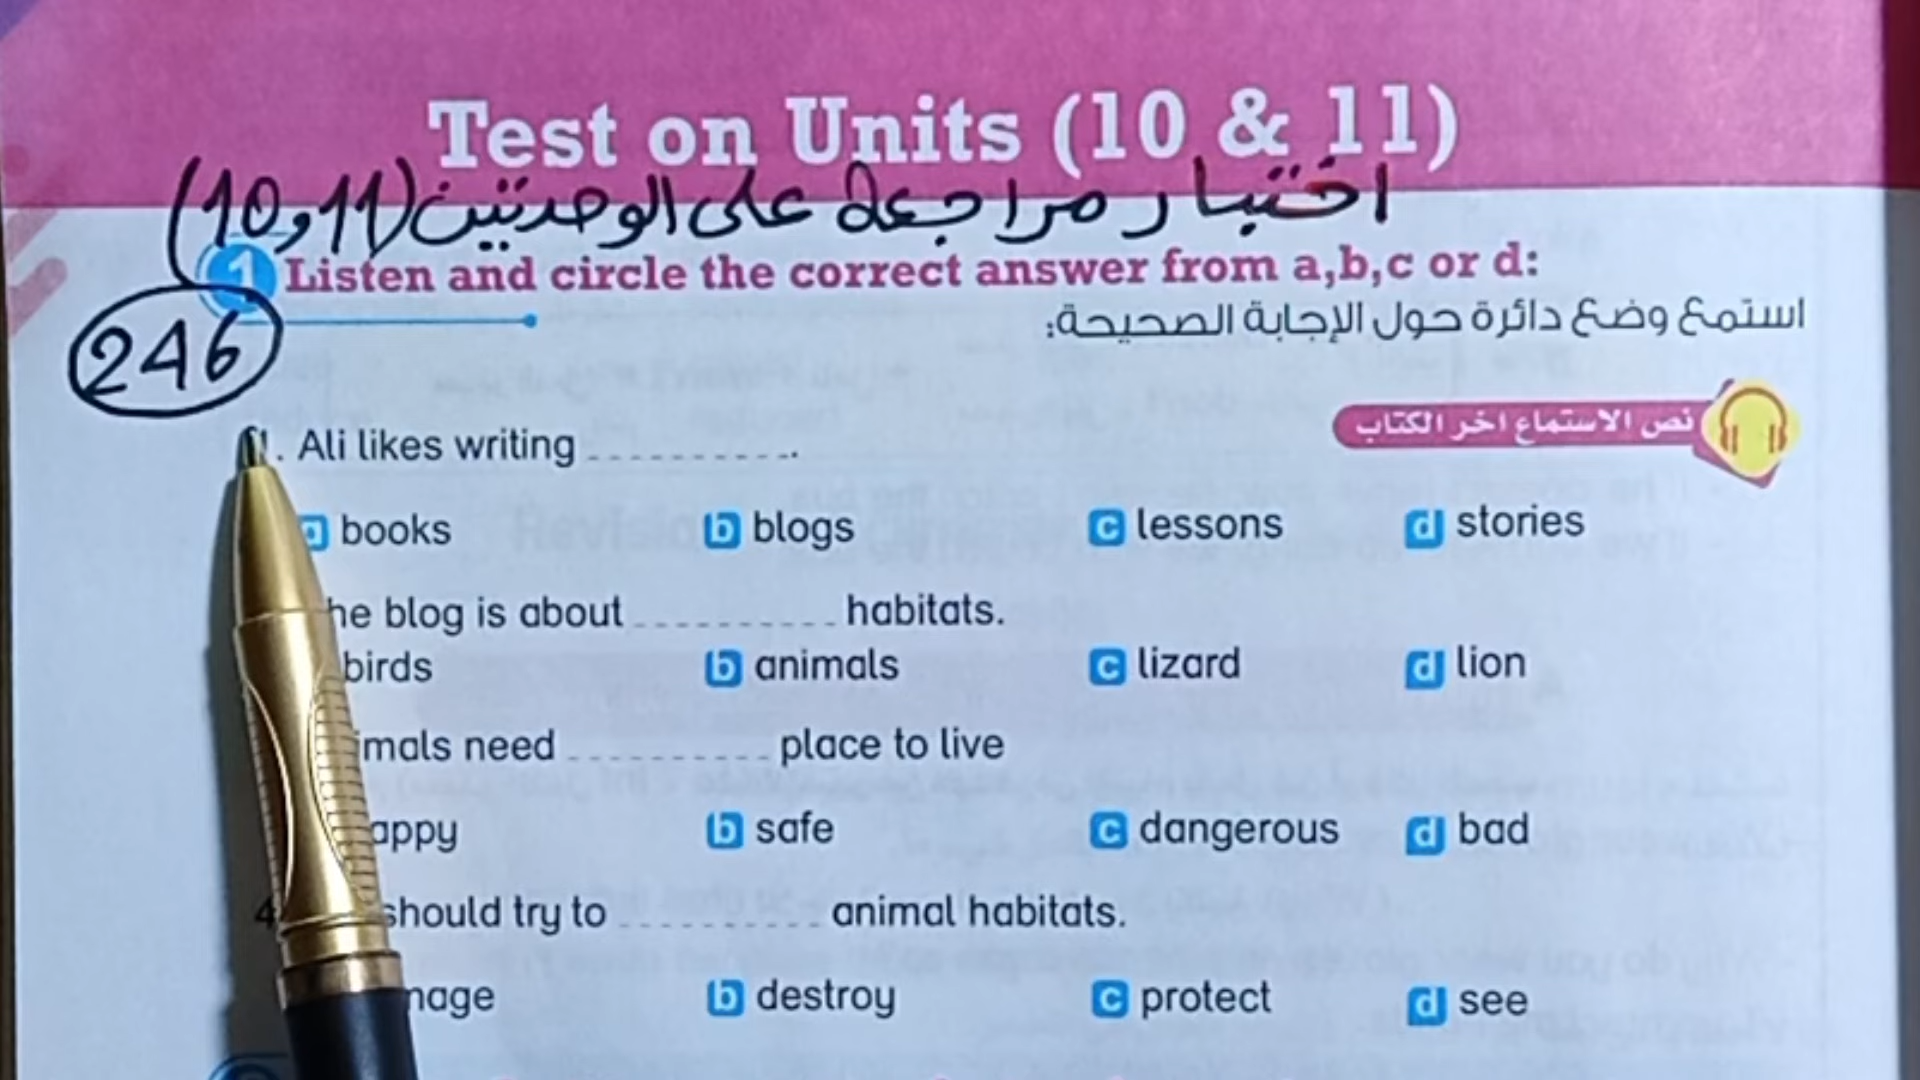 Test on Units (10 & 11)
اختبار مراجعة على الوحدتين (10,11)
1 Listen and circle the correct answer from a,b,c or d:
استمع وضع دائرة حول الإجابة الصحيحة:
246
نص الاستماع اخر الكتاب
1. Ali likes writing ..........
a books b blogs c lessons d stories
he blog is about .......... habitats.
birds b animals c lizard d lion
imals need .......... place to live
appy b safe c dangerous d bad
4 should try to .......... animal habitats.
mage b destroy c protect d see